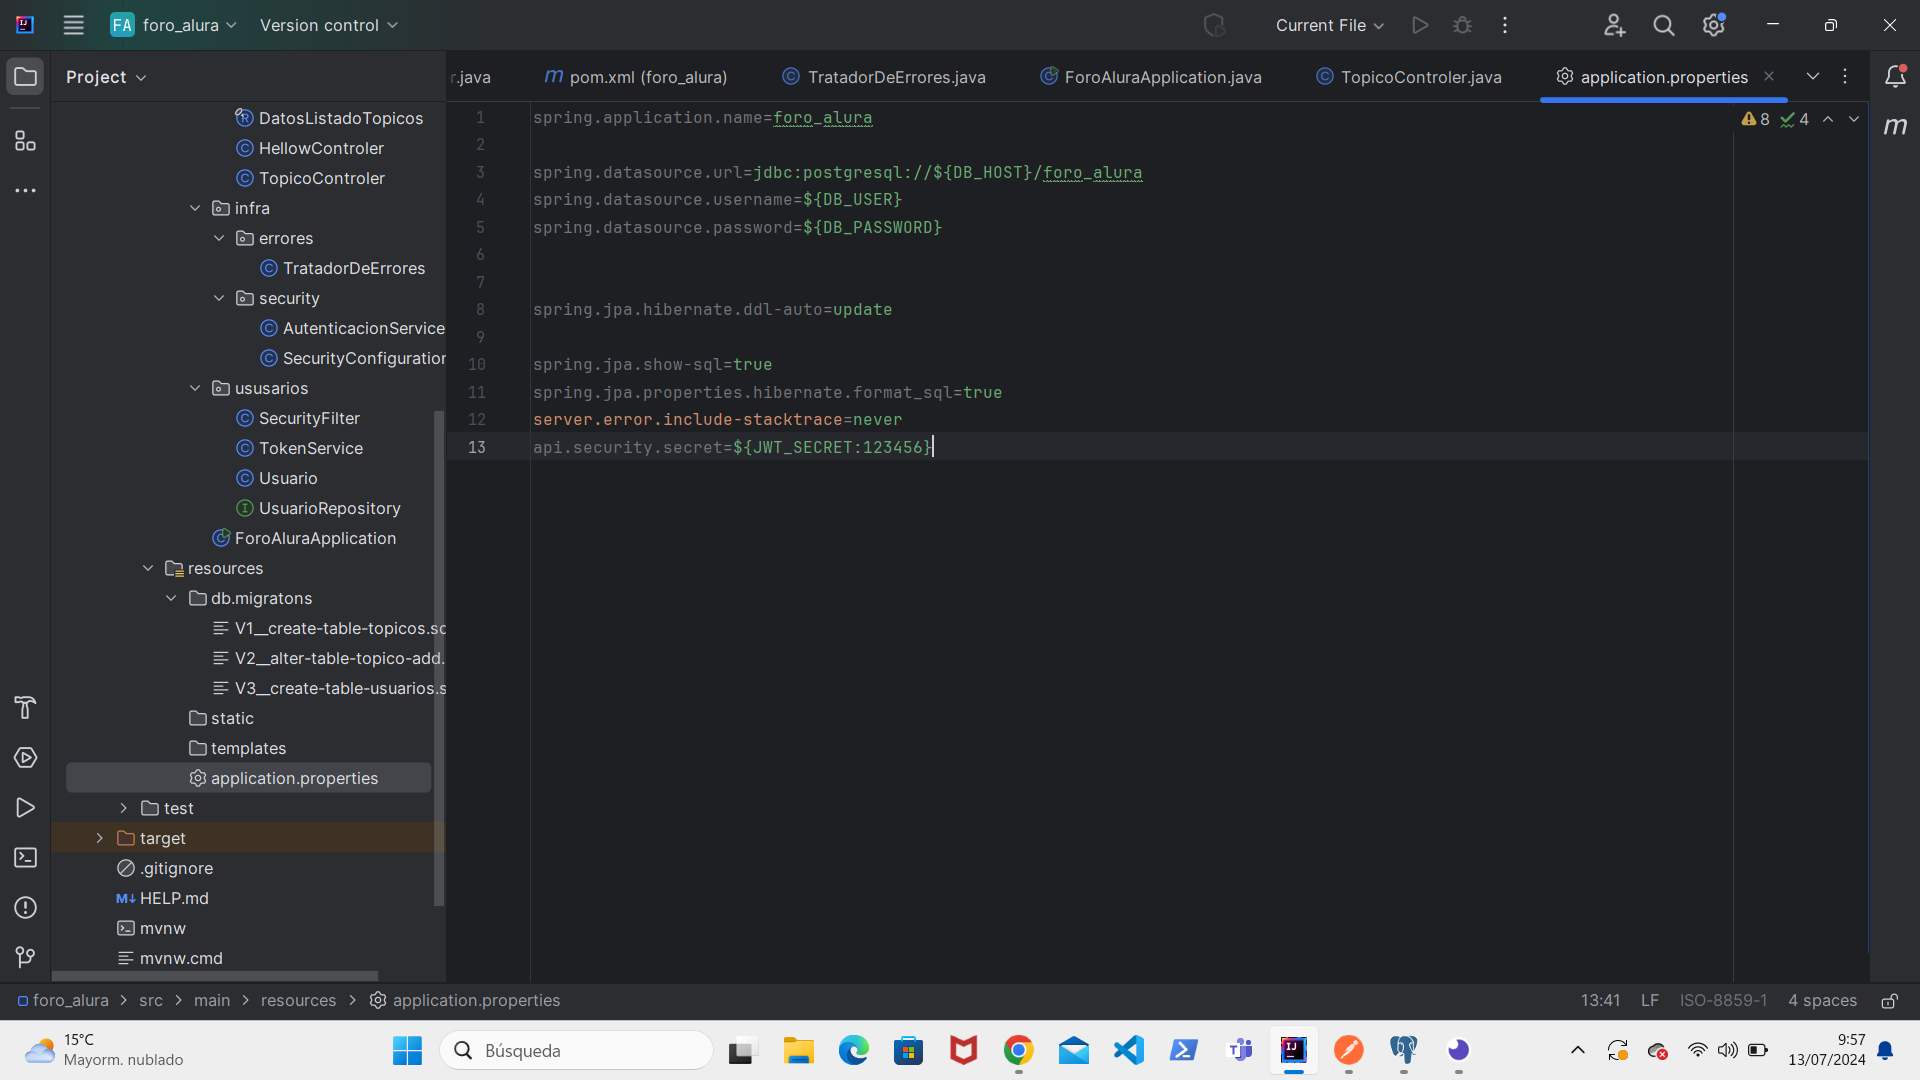 FA foro_alura Version control Current File
Project
r.java
m pom.xml (foro_alura)
TratadorDeErrores.java
ForoAluraApplication.java
TopicoControler.java
application.properties
DatosListadoTopicos
HellowControler
TopicoControler
infra
errores
TratadorDeErrores
security
AutenticacionService
SecurityConfiguration
ususarios
SecurityFilter
TokenService
Usuario
UsuarioRepository
ForoAluraApplication
resources
db.migratons
V1__create-table-topicos.sc
V2__alter-table-topico-add.
V3__create-table-usuarios.s
static
templates
application.properties
test
target
.gitignore
M↓ HELP.md
mvnw
mvnw.cmd
1 spring.application.name=foro_alura
2
3 spring.datasource.url=jdbc:postgresql://${DB_HOST}/foro_alura
4 spring.datasource.username=${DB_USER}
5 spring.datasource.password=${DB_PASSWORD}
6
7
8 spring.jpa.hibernate.ddl-auto=update
9
10 spring.jpa.show-sql=true
11 spring.jpa.properties.hibernate.format_sql=true
12 server.error.include-stacktrace=never
13 api.security.secret=${JWT_SECRET:123456}
8 4
m
foro_alura > src > main > resources > application.properties
13:41 LF ISO-8859-1 4 spaces
15°C
Mayorm. nublado
Búsqueda
9:57
13/07/2024